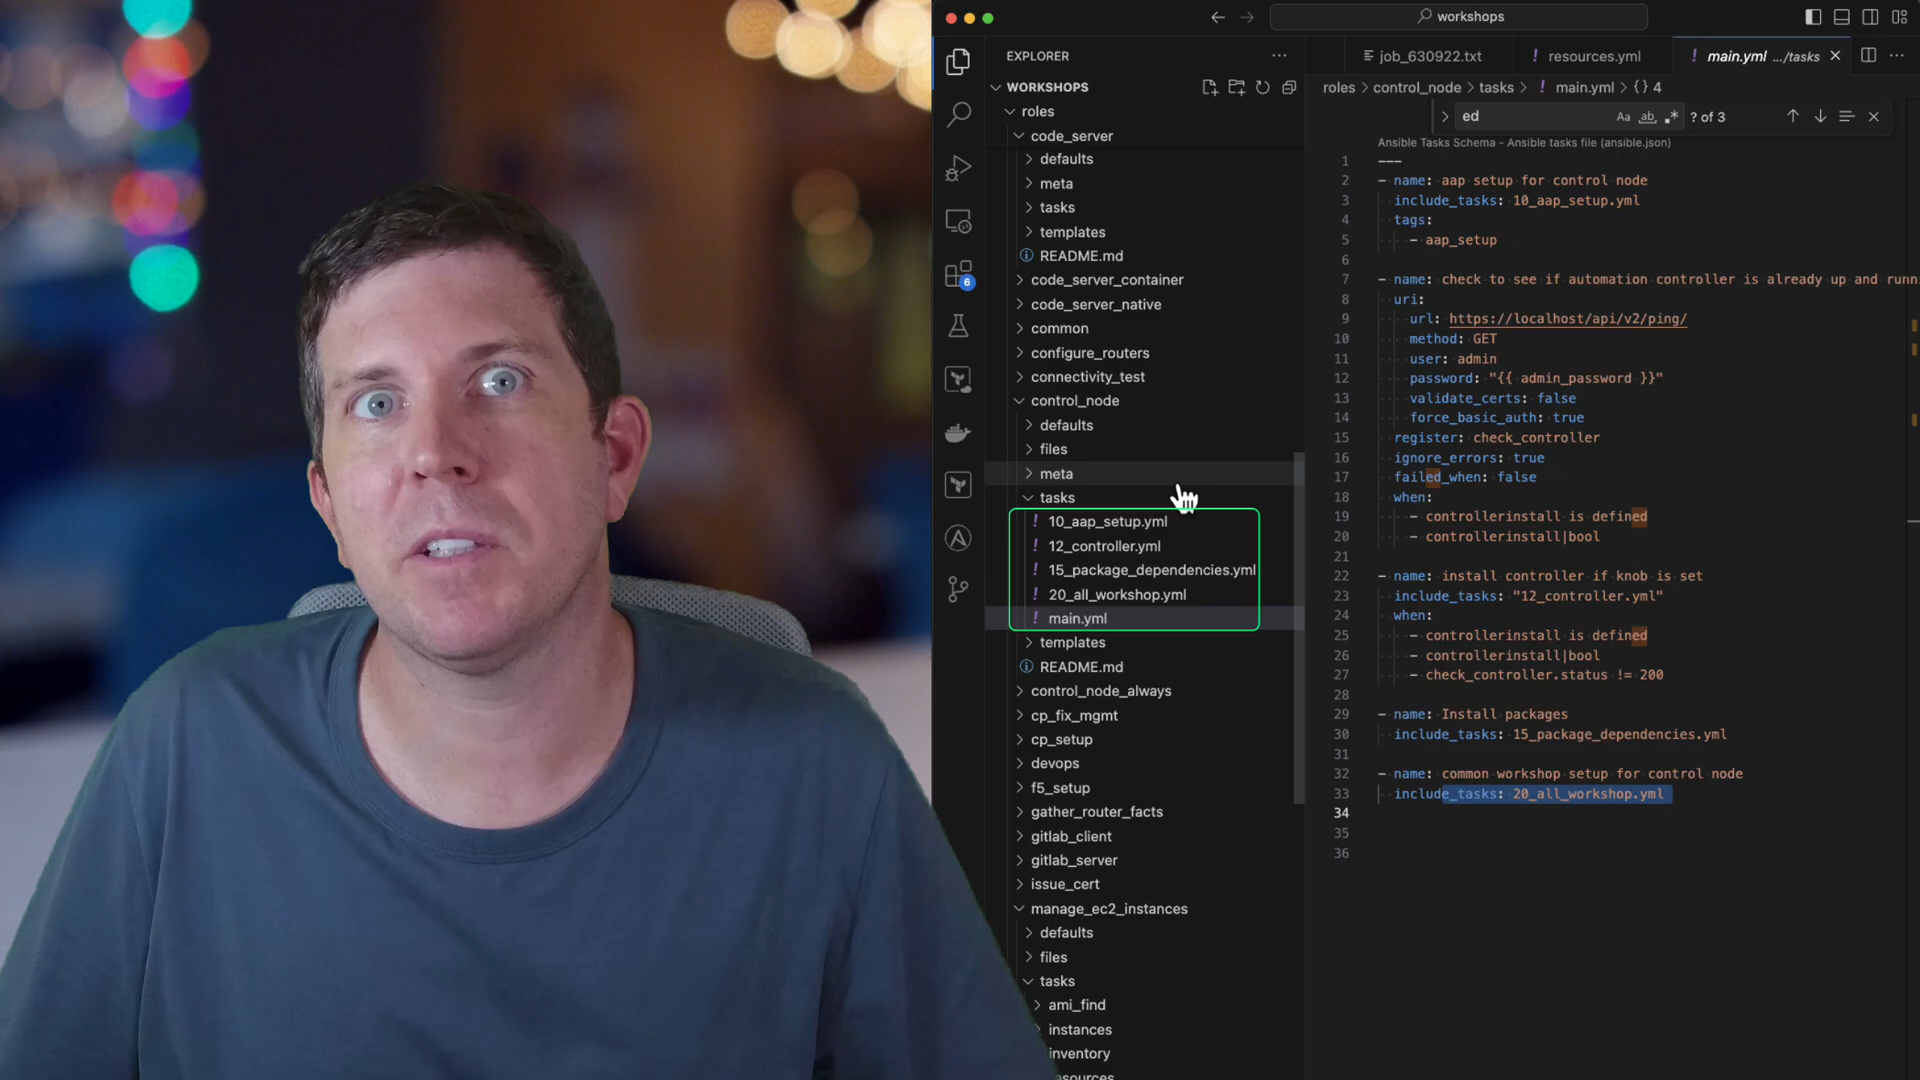 workshops
EXPLORER
WORKSHOPS
roles
code_server
defaults
meta
tasks
templates
README.md
code_server_container
code_server_native
common
configure_routers
connectivity_test
control_node
defaults
files
meta
tasks
! 10_aap_setup.yml
! 12_controller.yml
! 15_package_dependencies.yml
! 20_all_workshop.yml
! main.yml
templates
README.md
control_node_always
cp_fix_mgmt
cp_setup
devops
f5_setup
gather_router_facts
gitlab_client
gitlab_server
issue_cert
manage_ec2_instances
defaults
files
tasks
ami_find
instances
inventory
6
job_630922.txt
! resources.yml
! main.yml .../tasks
roles > control_node > tasks > ! main.yml > {} 4
ed
Aa ab .* ? of 3
Ansible Tasks Schema - Ansible tasks file (ansible.json)
1 ---
2 - name: aap setup for control node
3 include_tasks: 10_aap_setup.yml
4 tags:
5 - aap_setup
6
7 - name: check to see if automation controller is already up and runn
8 uri:
9 url: https://localhost/api/v2/ping/
10 method: GET
11 user: admin
12 password: "{{ admin_password }}"
13 validate_certs: false
14 force_basic_auth: true
15 register: check_controller
16 ignore_errors: true
17 failed_when: false
18 when:
19 - controllerinstall is defined
20 - controllerinstall|bool
21
22 - name: install controller if knob is set
23 include_tasks: "12_controller.yml"
24 when:
25 - controllerinstall is defined
26 - controllerinstall|bool
27 - check_controller.status != 200
28
29 - name: Install packages
30 include_tasks: 15_package_dependencies.yml
31
32 - name: common workshop setup for control node
33 include_tasks: 20_all_workshop.yml
34
35
36